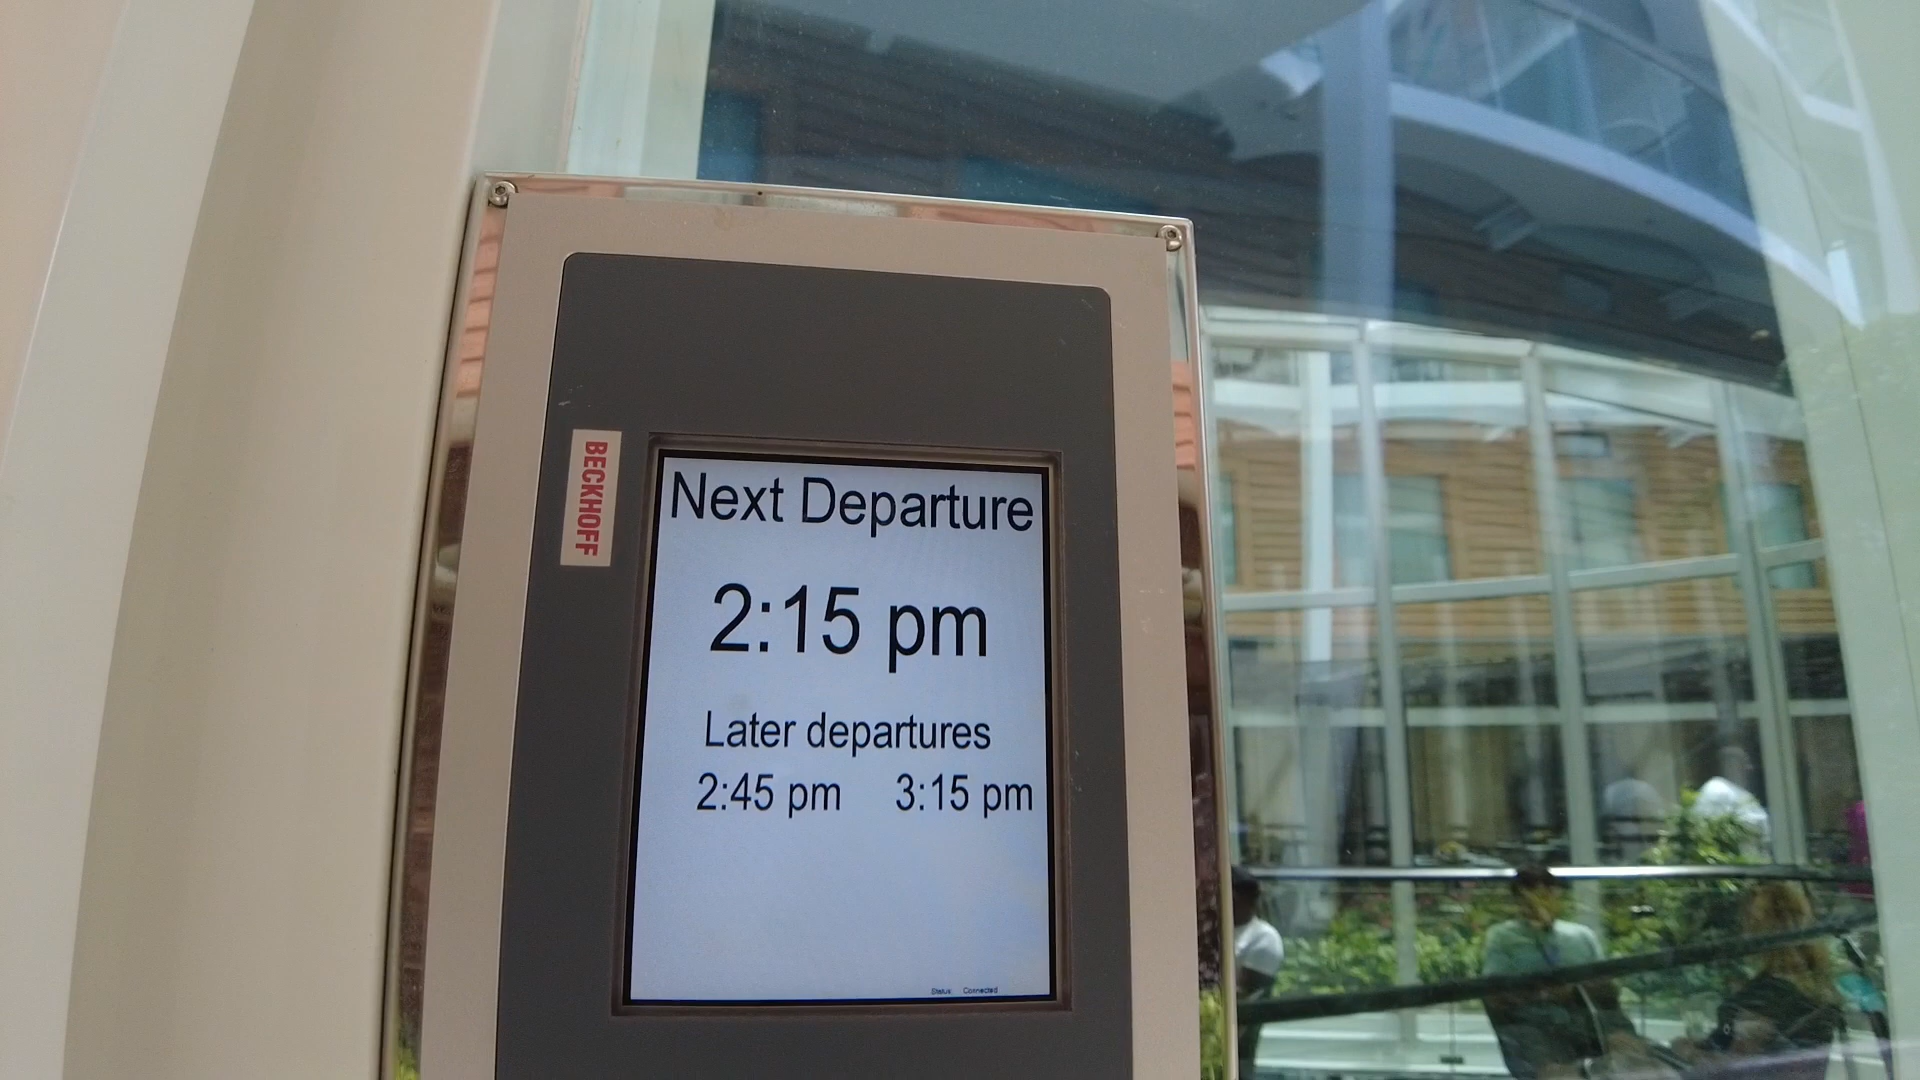 BECKHOFF
Next Departure
2:15 pm
Later departures
2:45 pm 3:15 pm
Status: Connected